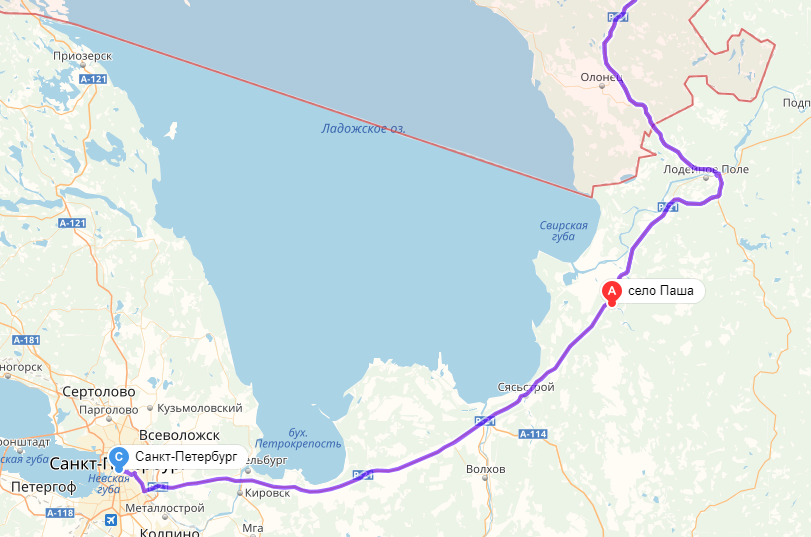 Приозерск
А-121
Р-21
Олонец
Подп
Ладожское оз.
Лодейное Поле
Р-21
А-121
Свирская
губа
А
село Паша
А-181
ногорск
Сертолово
Парголово
Кузьмоловский
Сясьстрой
Р-21
А-114
Всеволожск
бух.
Петрокрепость
ронштадт
ская губа
С
Санкт-Петербург
Санкт-П
ельбург
Невская
губа
Петергоф
Р-21
Кировск
Волхов
А-118
Металлострой
Мга
Колпино